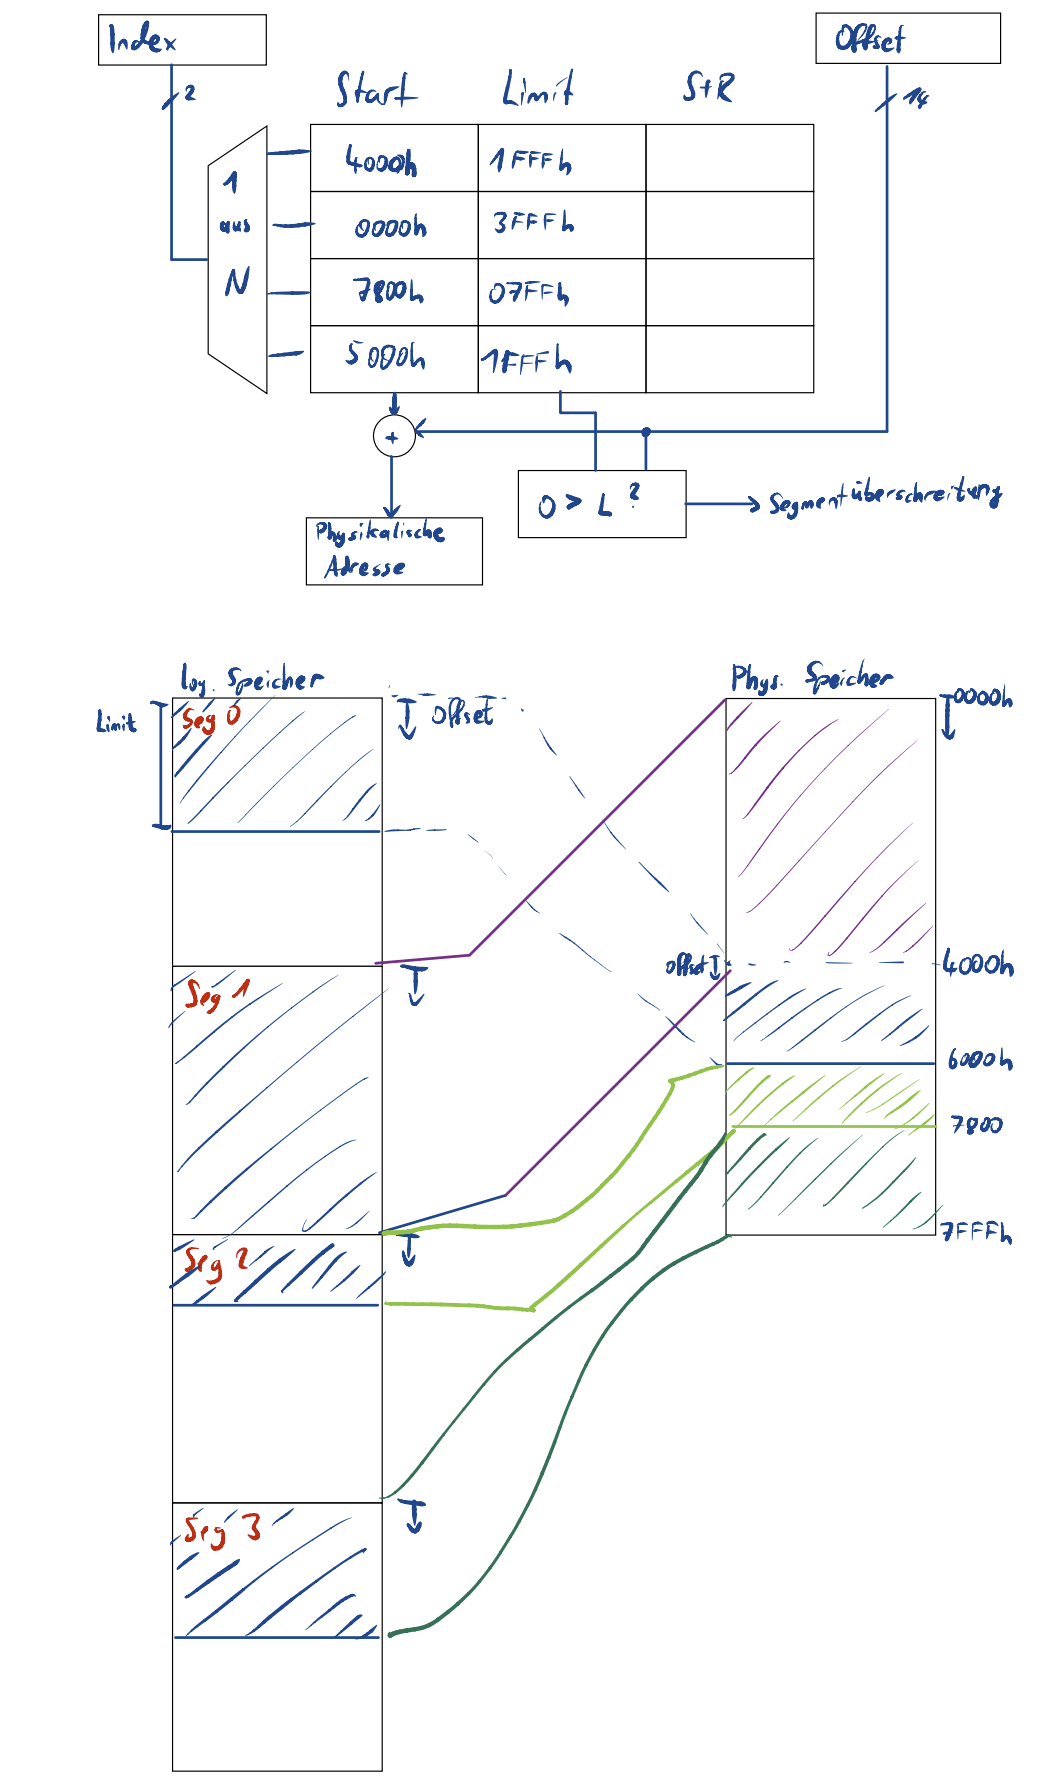 Index
Offset
2
14
Start Limit StR
1
aus
N
4000h 1FFFh
0000h 3FFFh
7800h 07FFh
5000h 1FFFh
+
O > L ?
Segmentüberschreitung
Physikalische
Adresse
log. Speicher
Phys. Speicher
Limit
Seg 0
Offset
0000h
Offset
4000h
Seg 1
6000h
7800
7FFFh
Seg 2
Seg 3